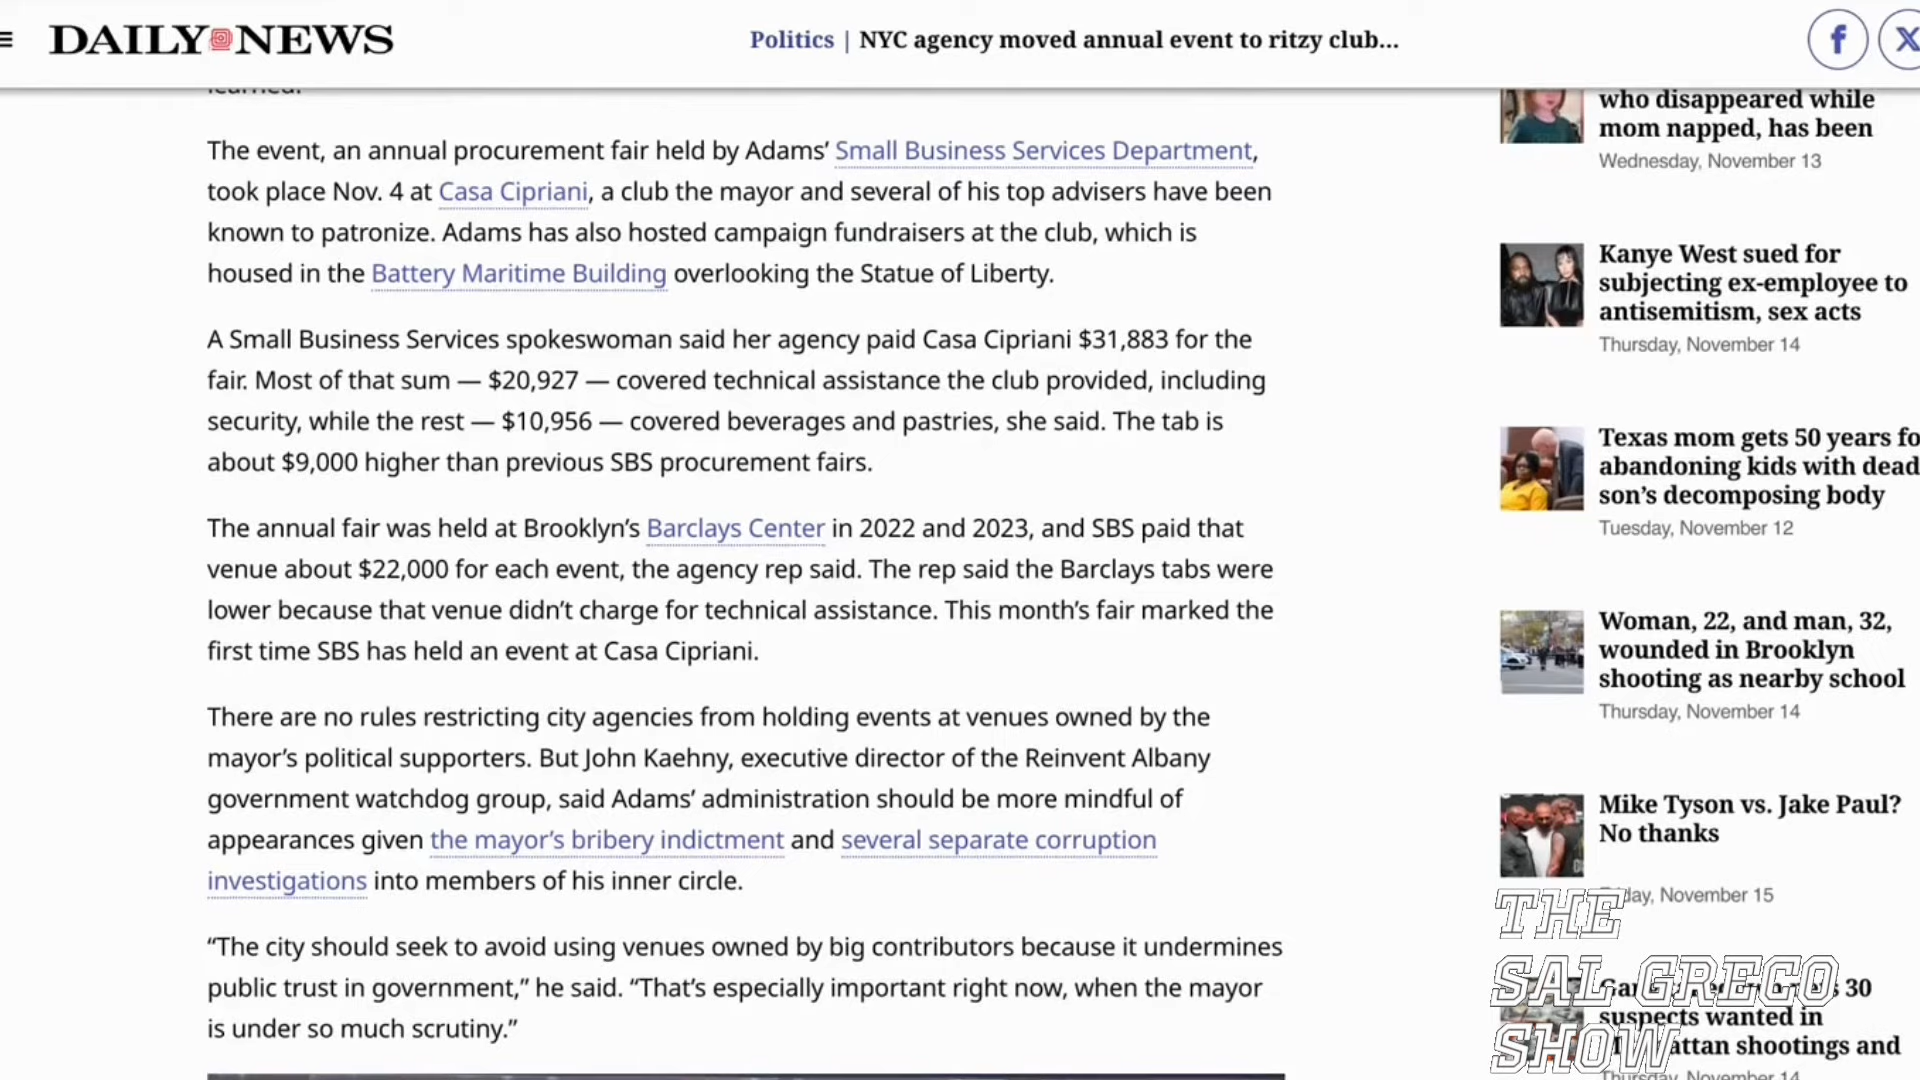 DAILY NEWS
Politics | NYC agency moved annual event to ritzy club...
learned.
The event, an annual procurement fair held by Adams’ Small Business Services Department,
took place Nov. 4 at Casa Cipriani, a club the mayor and several of his top advisers have been
known to patronize. Adams has also hosted campaign fundraisers at the club, which is
housed in the Battery Maritime Building overlooking the Statue of Liberty.
A Small Business Services spokeswoman said her agency paid Casa Cipriani $31,883 for the
fair. Most of that sum — $20,927 — covered technical assistance the club provided, including
security, while the rest — $10,956 — covered beverages and pastries, she said. The tab is
about $9,000 higher than previous SBS procurement fairs.
The annual fair was held at Brooklyn’s Barclays Center in 2022 and 2023, and SBS paid that
venue about $22,000 for each event, the agency rep said. The rep said the Barclays tabs were
lower because that venue didn’t charge for technical assistance. This month’s fair marked the
first time SBS has held an event at Casa Cipriani.
There are no rules restricting city agencies from holding events at venues owned by the
mayor’s political supporters. But John Kaehny, executive director of the Reinvent Albany
government watchdog group, said Adams’ administration should be more mindful of
appearances given the mayor’s bribery indictment and several separate corruption
investigations into members of his inner circle.
“The city should seek to avoid using venues owned by big contributors because it undermines
public trust in government,” he said. “That’s especially important right now, when the mayor
is under so much scrutiny.”
who disappeared while
mom napped, has been
Wednesday, November 13
Kanye West sued for
subjecting ex-employee to
antisemitism, sex acts
Thursday, November 14
Texas mom gets 50 years fo
abandoning kids with dead
son’s decomposing body
Tuesday, November 12
Woman, 22, and man, 32,
wounded in Brooklyn
shooting as nearby school
Thursday, November 14
Mike Tyson vs. Jake Paul?
No thanks
November 15
30
suspects wanted in
shootings and
Thursday, November 14
THE
SAL GRECO
SHOW